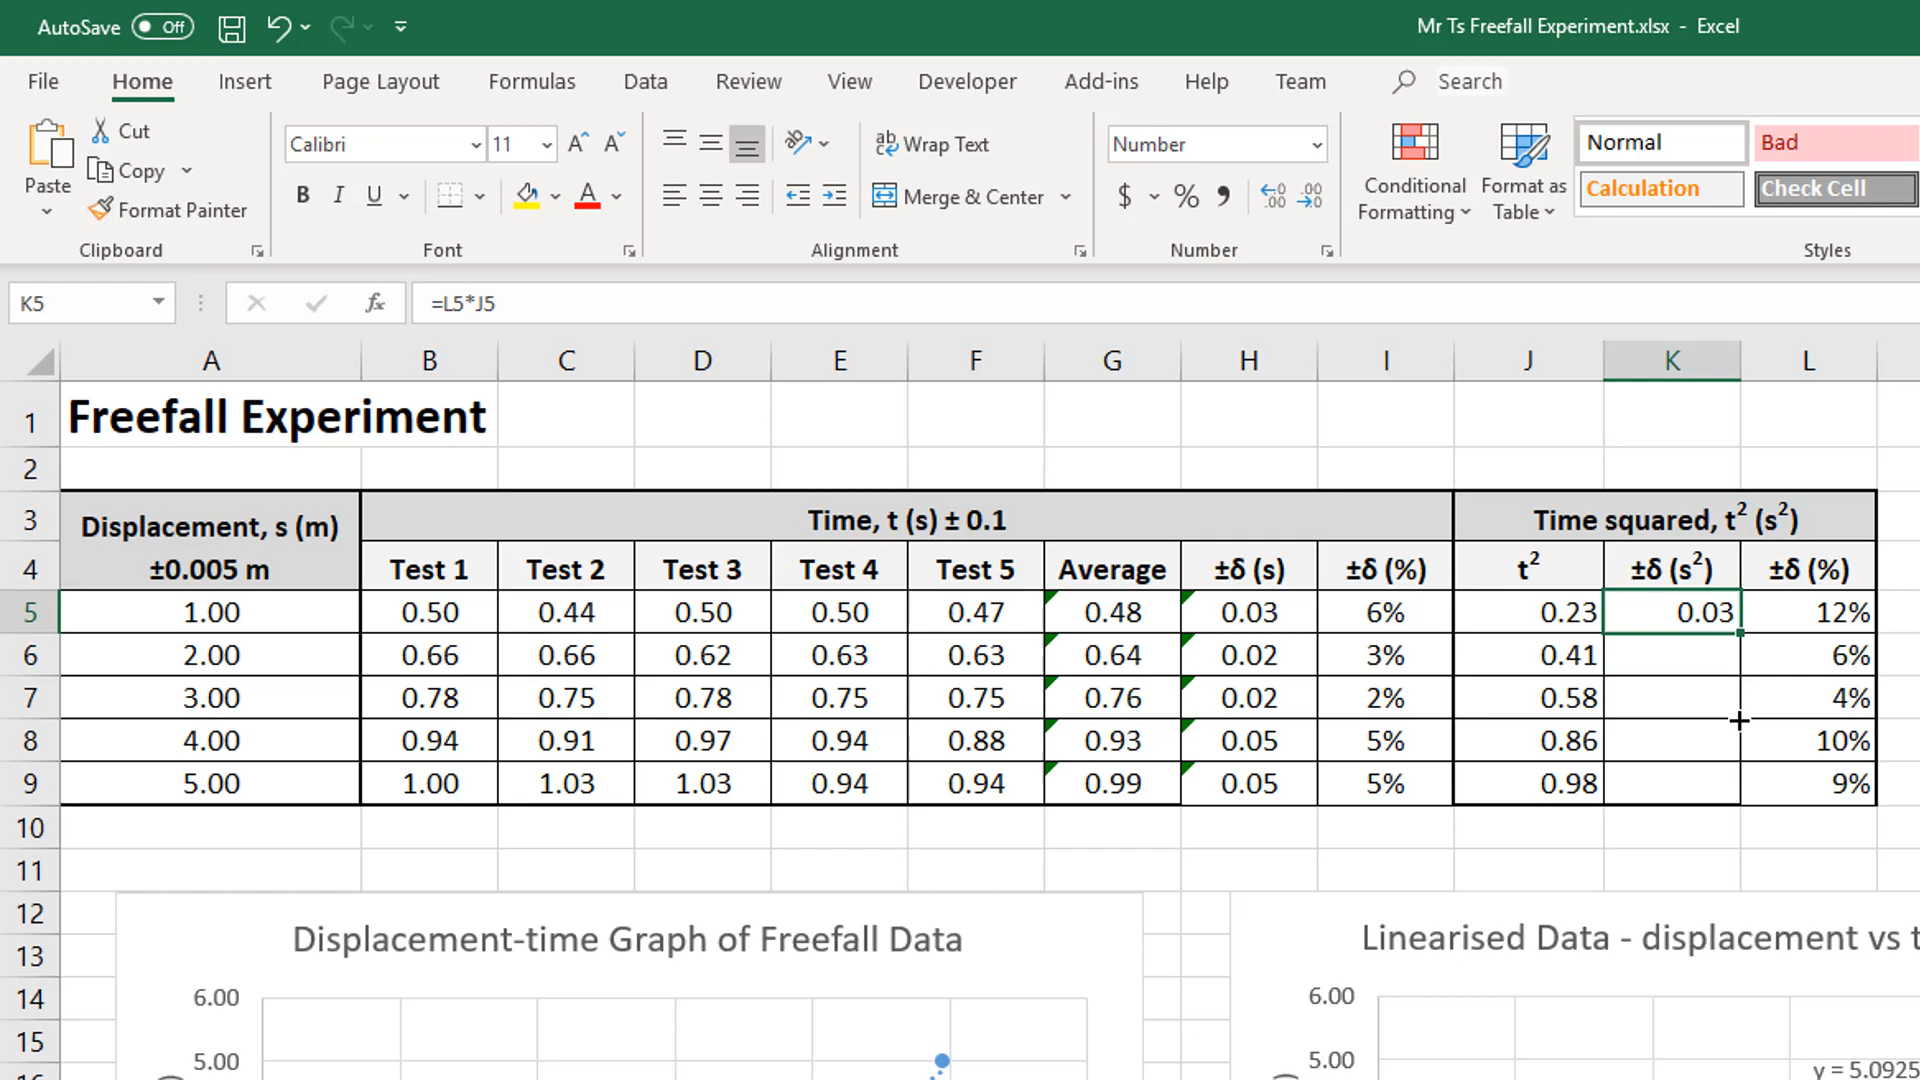 AutoSave Off
Mr Ts Freefall Experiment.xlsx - Excel
File Home Insert Page Layout Formulas Data Review View Developer Add-ins Help Team Search
Paste
Cut
Copy
Format Painter
Clipboard
Calibri 11
B I U A
Font
Wrap Text
Merge & Center
Alignment
Number
$ % , .00 .00
Number
Conditional Formatting
Format as Table
Normal Bad
Calculation Check Cell
Styles
K5 fx =L5*J5
A B C D E F G H I J K L
1 Freefall Experiment
2
3 Displacement, s (m) Time, t (s) ± 0.1 Time squared, t² (s²)
4 ±0.005 m Test 1 Test 2 Test 3 Test 4 Test 5 Average ±δ (s) ±δ (%) t² ±δ (s²) ±δ (%)
5 1.00 0.50 0.44 0.50 0.50 0.47 0.48 0.03 6% 0.23 0.03 12%
6 2.00 0.66 0.66 0.62 0.63 0.63 0.64 0.02 3% 0.41 6%
7 3.00 0.78 0.75 0.78 0.75 0.75 0.76 0.02 2% 0.58 4%
8 4.00 0.94 0.91 0.97 0.94 0.88 0.93 0.05 5% 0.86 10%
9 5.00 1.00 1.03 1.03 0.94 0.94 0.99 0.05 5% 0.98 9%
10
11
12
13
14
15
Displacement-time Graph of Freefall Data
6.00
5.00
Linearised Data - displacement vs t
6.00
5.00
y = 5.0925